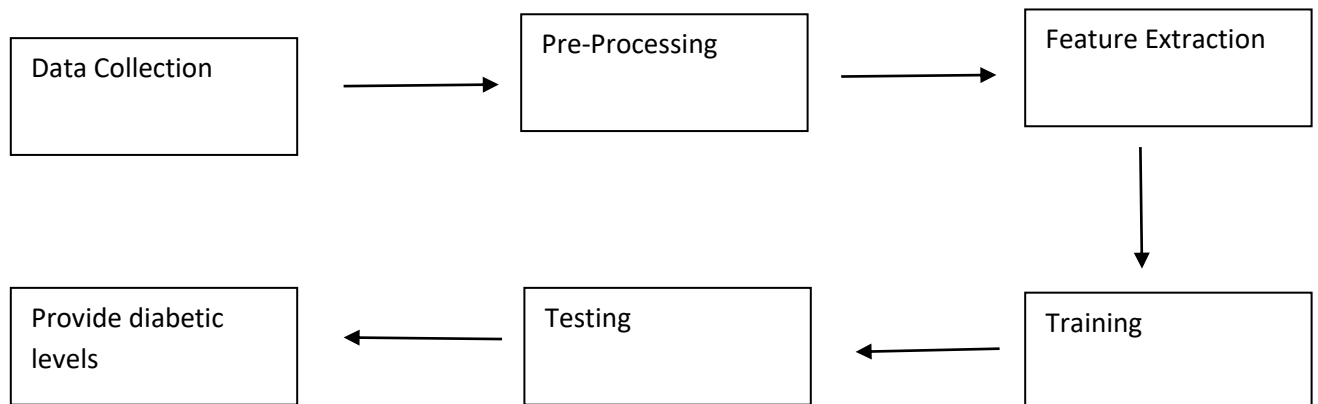 Data Collection
Pre-Processing
Feature Extraction
Provide diabetic
levels
Testing
Training